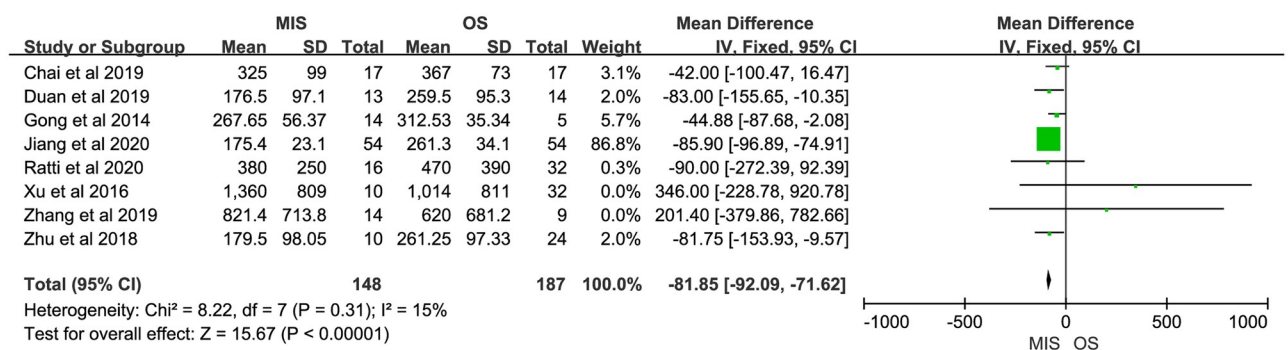 MIS OS Mean Difference Mean Difference
Study or Subgroup Mean SD Total Mean SD Total Weight IV, Fixed, 95% CI IV, Fixed, 95% CI
Chai et al 2019 325 99 17 367 73 17 3.1% -42.00 [-100.47, 16.47]
Duan et al 2019 176.5 97.1 13 259.5 95.3 14 2.0% -83.00 [-155.65, -10.35]
Gong et al 2014 267.65 56.37 14 312.53 35.34 5 5.7% -44.88 [-87.68, -2.08]
Jiang et al 2020 175.4 23.1 54 261.3 34.1 54 86.8% -85.90 [-96.89, -74.91]
Ratti et al 2020 380 250 16 470 390 32 0.3% -90.00 [-272.39, 92.39]
Xu et al 2016 1,360 809 10 1,014 811 32 0.0% 346.00 [-228.78, 920.78]
Zhang et al 2019 821.4 713.8 14 620 681.2 9 0.0% 201.40 [-379.86, 782.66]
Zhu et al 2018 179.5 98.05 10 261.25 97.33 24 2.0% -81.75 [-153.93, -9.57]
Total (95% CI) 148 187 100.0% -81.85 [-92.09, -71.62]
Heterogeneity: Chi² = 8.22, df = 7 (P = 0.31); I² = 15%
Test for overall effect: Z = 15.67 (P < 0.00001)
-1000 -500 0 500 1000
MIS OS